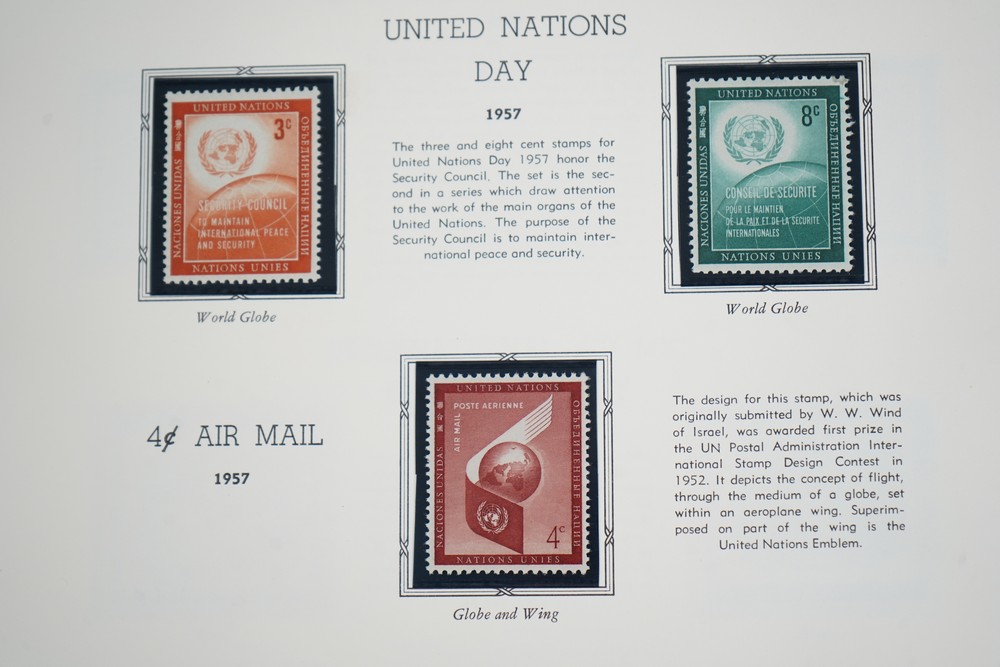 UNITED NATIONS
DAY
1957
The three and eight cent stamps for
United Nations Day 1957 honor the
Security Council. The set is the sec-
ond in a series which draw attention
to the work of the main organs of the
United Nations. The purpose of the
Security Council is to maintain inter-
national peace and security.
UNITED NATIONS
3c
NACIONES UNIDAS
ОБЪЕДИНЕННЫЕ НАЦИИ
SECURITY COUNCIL
TO MAINTAIN
INTERNATIONAL PEACE
AND SECURITY
NATIONS UNIES
World Globe
UNITED NATIONS
8c
NACIONES UNIDAS
ОБЪЕДИНЕННЫЕ НАЦИИ
CONSEIL DE SECURITE
POUR LE MAINTIEN
DE LA PAIX ET DE LA SECURITE
INTERNATIONALES
NATIONS UNIES
World Globe
4¢ AIR MAIL
1957
UNITED NATIONS
POSTE AERIENNE
AIR MAIL
NACIONES UNIDAS
ОБЪЕДИНЕННЫЕ НАЦИИ
4c
NATIONS UNIES
Globe and Wing
The design for this stamp, which was
originally submitted by W. W. Wind
of Israel, was awarded first prize in
the UN Postal Administration Inter-
national Stamp Design Contest in
1952. It depicts the concept of flight,
through the medium of a globe, set
within an aeroplane wing. Superim-
posed on part of the wing is the
United Nations Emblem.